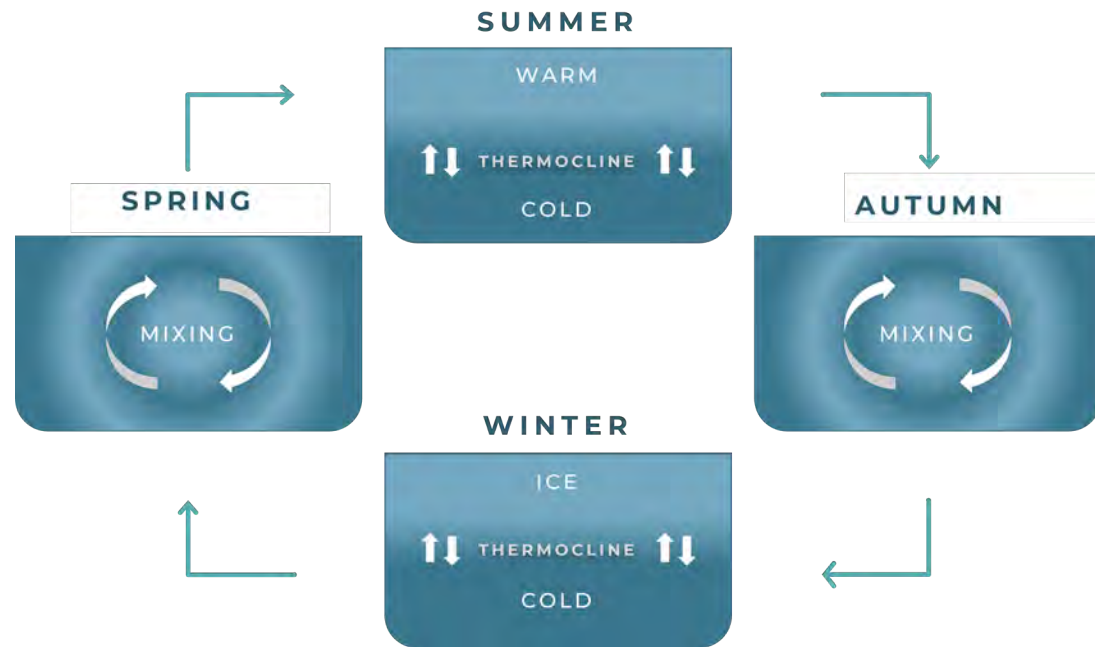 SUMMER
WARM
THERMOCLINE
COLD
SPRING
MIXING
AUTUMN
MIXING
WINTER
ICE
THERMOCLINE
COLD